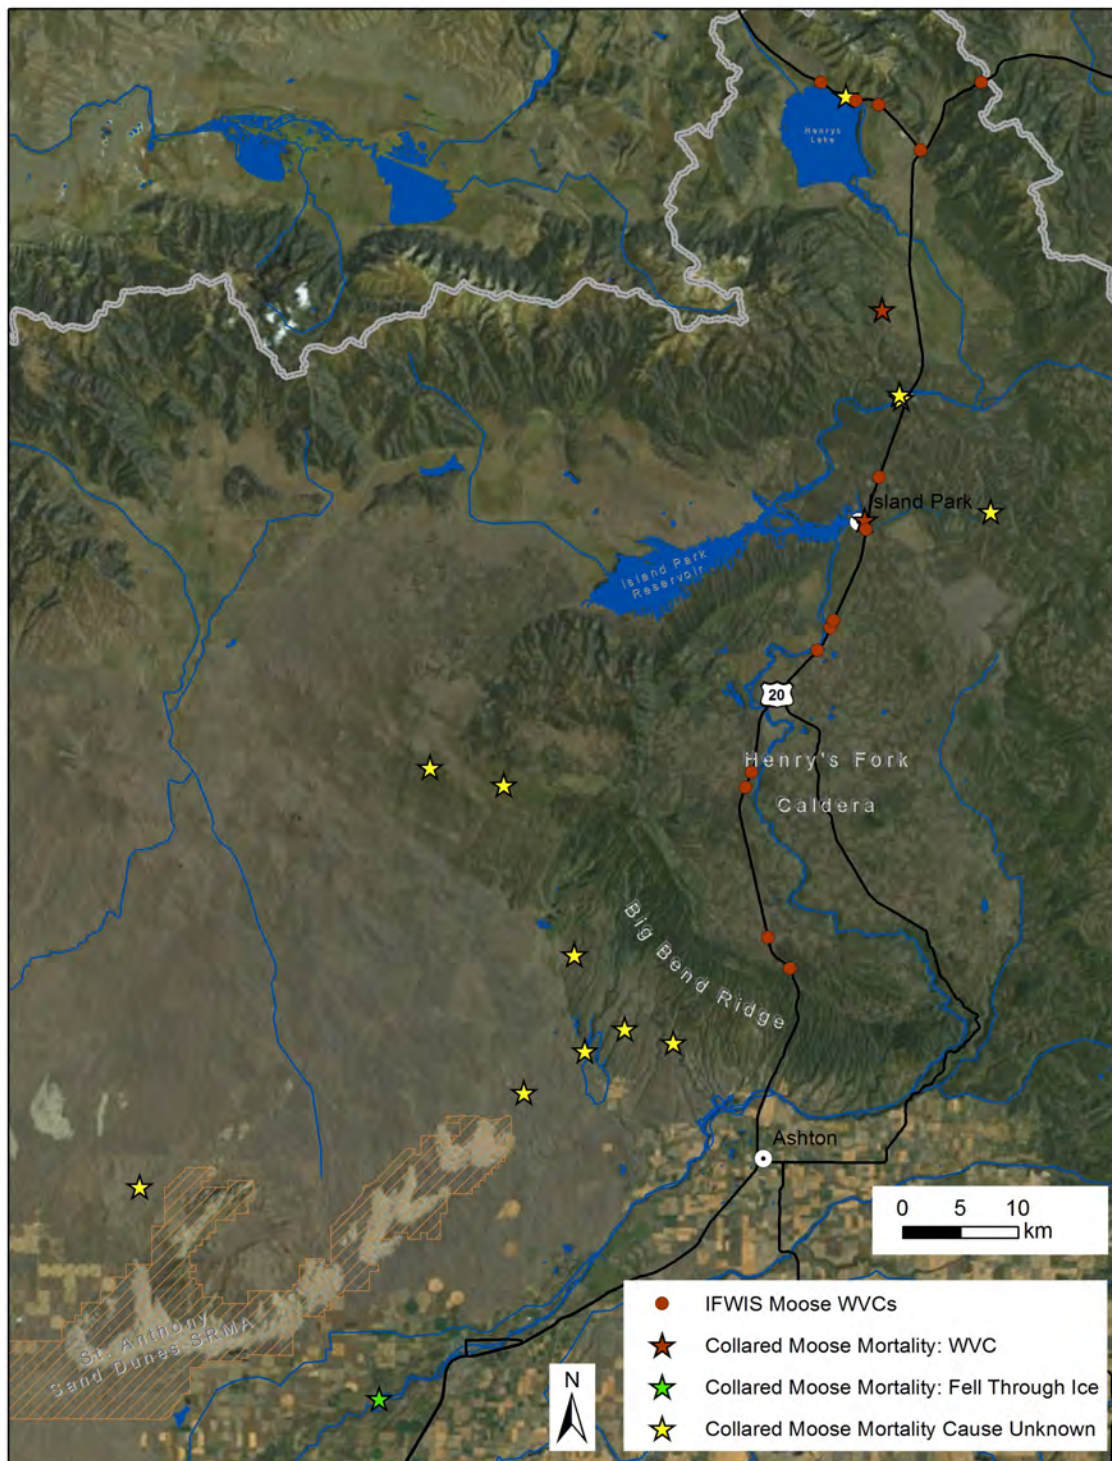 Henrys
Lake
sland Park
Island Park
Reservoir
20
Henry's Fork
Caldera
Big Bend Ridge
Ashton
0 5 10
km
St. Anthony
Sand Dunes SRMA
N
IFWIS Moose WVCs
Collared Moose Mortality: WVC
Collared Moose Mortality: Fell Through Ice
Collared Moose Mortality Cause Unknown